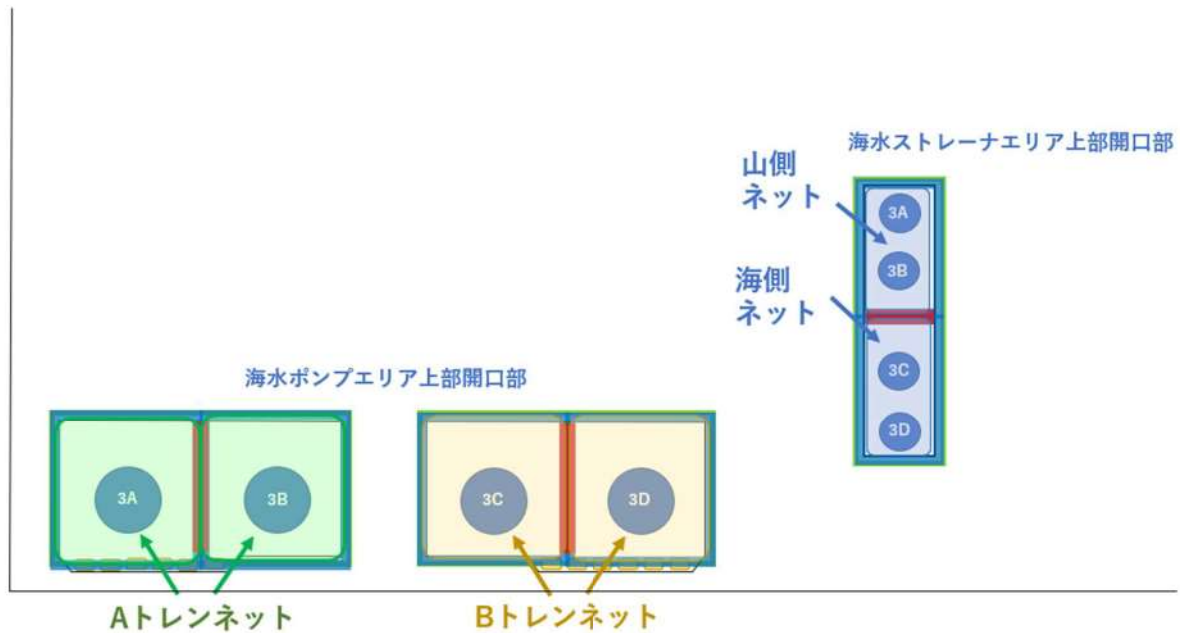 海水ストレーナエリア上部開口部
山側
ネット
3A
3B
海側
ネット
3C
3D
海水ポンプエリア上部開口部
3A
3B
3C
3D
Aトレンネット
Bトレンネット